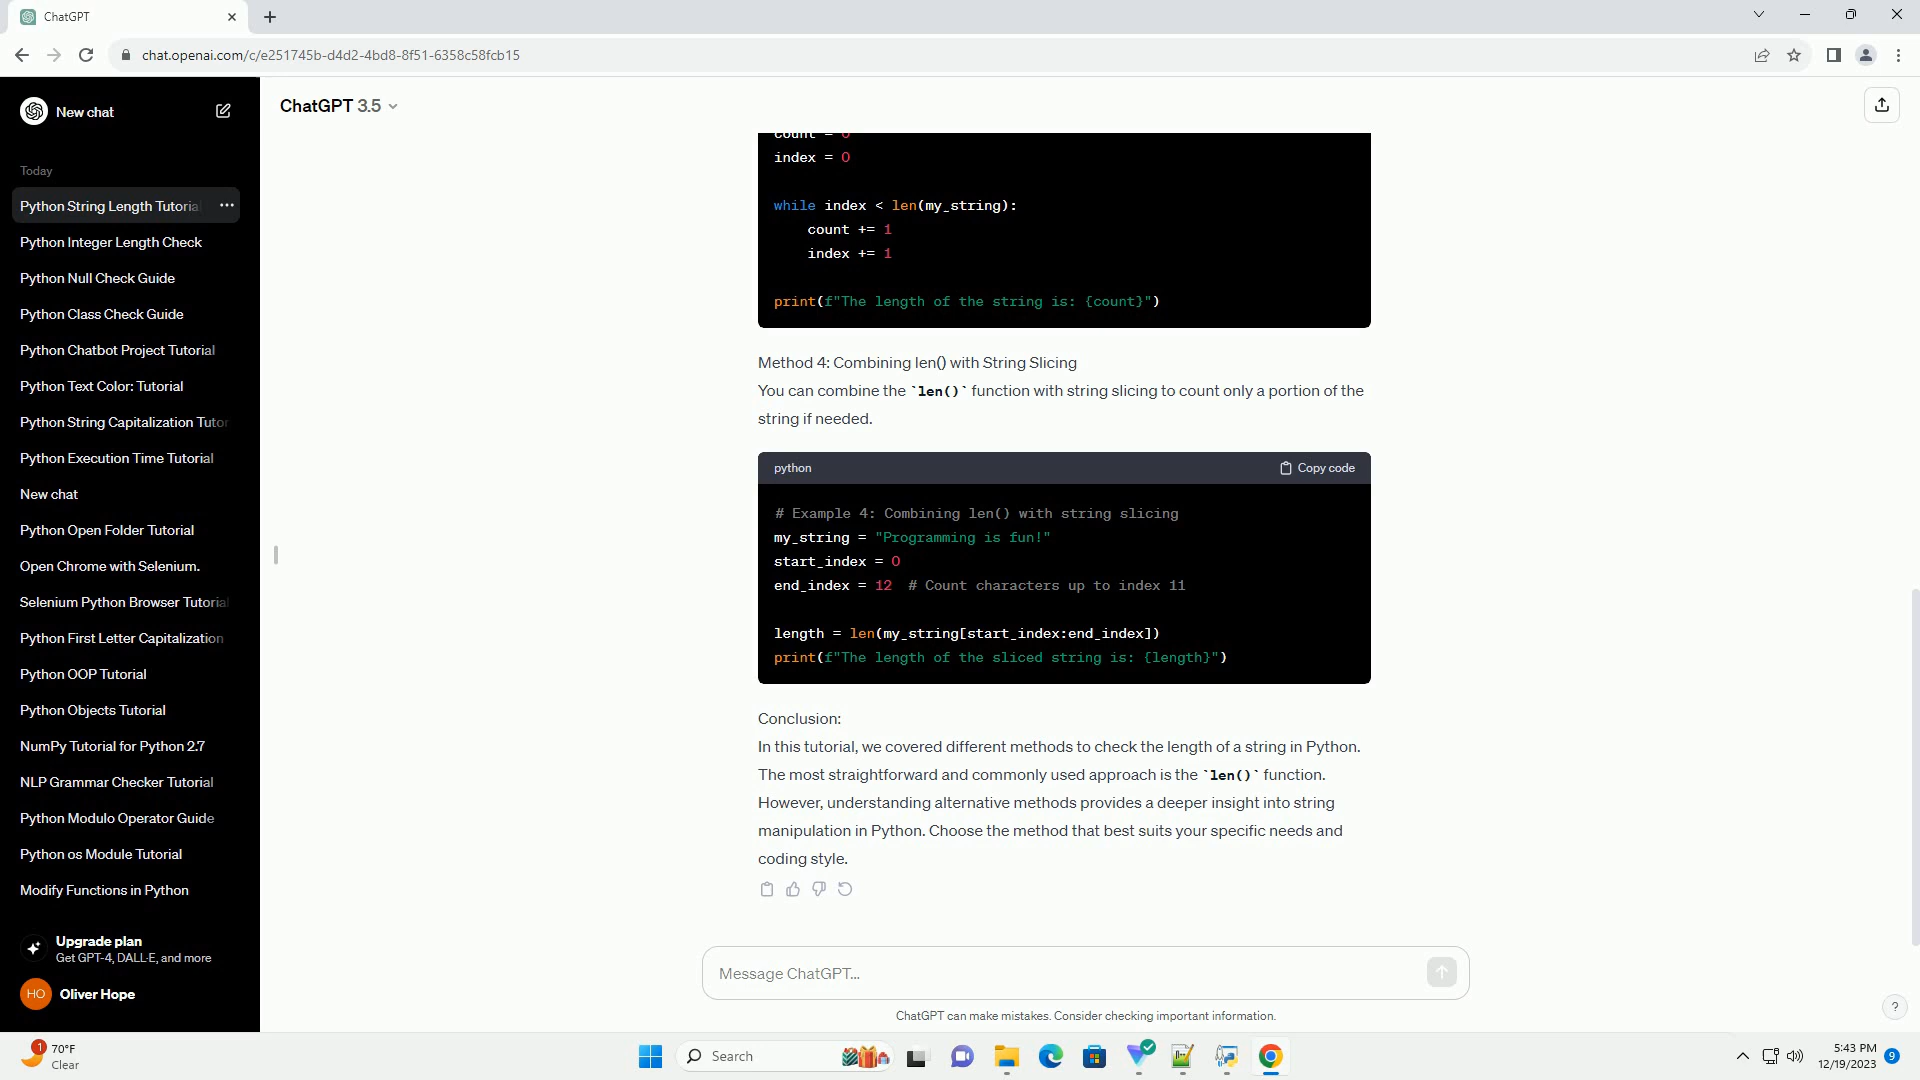 ChatGPT
chat.openai.com/c/e251745b-d4d2-4bd8-8f51-6358c58fcb15
New chat
Today
Python String Length Tutoria
Python Integer Length Check
Python Null Check Guide
Python Class Check Guide
Python Chatbot Project Tutorial
Python Text Color: Tutorial
Python String Capitalization Tutor
Python Execution Time Tutorial
New chat
Python Open Folder Tutorial
Open Chrome with Selenium.
Selenium Python Browser Tutorial
Python First Letter Capitalization
Python OOP Tutorial
Python Objects Tutorial
NumPy Tutorial for Python 2.7
NLP Grammar Checker Tutorial
Python Modulo Operator Guide
Python os Module Tutorial
Modify Functions in Python
Upgrade plan
Get GPT-4, DALL·E, and more
HO Oliver Hope
ChatGPT 3.5
count = 0
index = 0
while index < len(my_string):
count += 1
index += 1
print(f"The length of the string is: {count}")
Method 4: Combining len() with String Slicing
You can combine the `len()` function with string slicing to count only a portion of the
string if needed.
python Copy code
# Example 4: Combining len() with string slicing
my_string = "Programming is fun!"
start_index = 0
end_index = 12 # Count characters up to index 11
length = len(my_string[start_index:end_index])
print(f"The length of the sliced string is: {length}")
Conclusion:
In this tutorial, we covered different methods to check the length of a string in Python.
The most straightforward and commonly used approach is the `len()` function.
However, understanding alternative methods provides a deeper insight into string
manipulation in Python. Choose the method that best suits your specific needs and
coding style.
Message ChatGPT...
ChatGPT can make mistakes. Consider checking important information.
?
1
70°F
Clear
Search
5:43 PM
12/19/2023
9